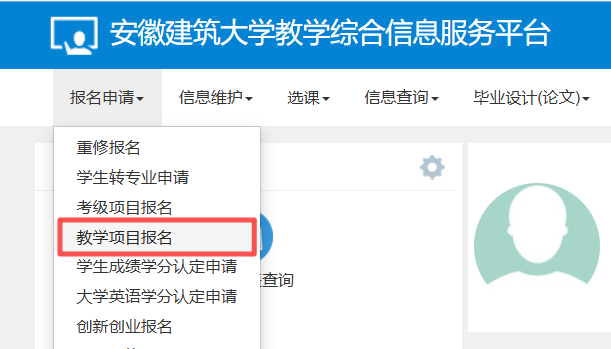 安徽建筑大学教学综合信息服务平台
报名申请 信息维护 选课 信息查询 毕业设计(论文)
重修报名
学生转专业申请
考级项目报名
教学项目报名
学生成绩学分认定申请
查询
大学英语学分认定申请
创新创业报名